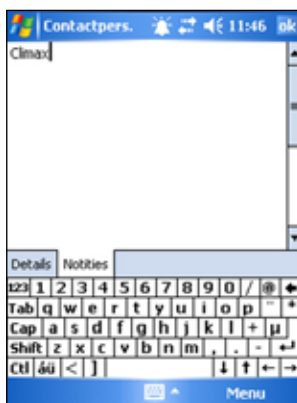 Contactpers. 11:46 ok
Climax
Details Notities
123 1 2 3 4 5 6 7 8 9 0 / @
Tab q w e r t y u i o p ¨ *
Cap a s d f g h j k l + µ
Shift z x c v b n m , . -
Ctl áü < ] ↓ ↑ ← →
Menu